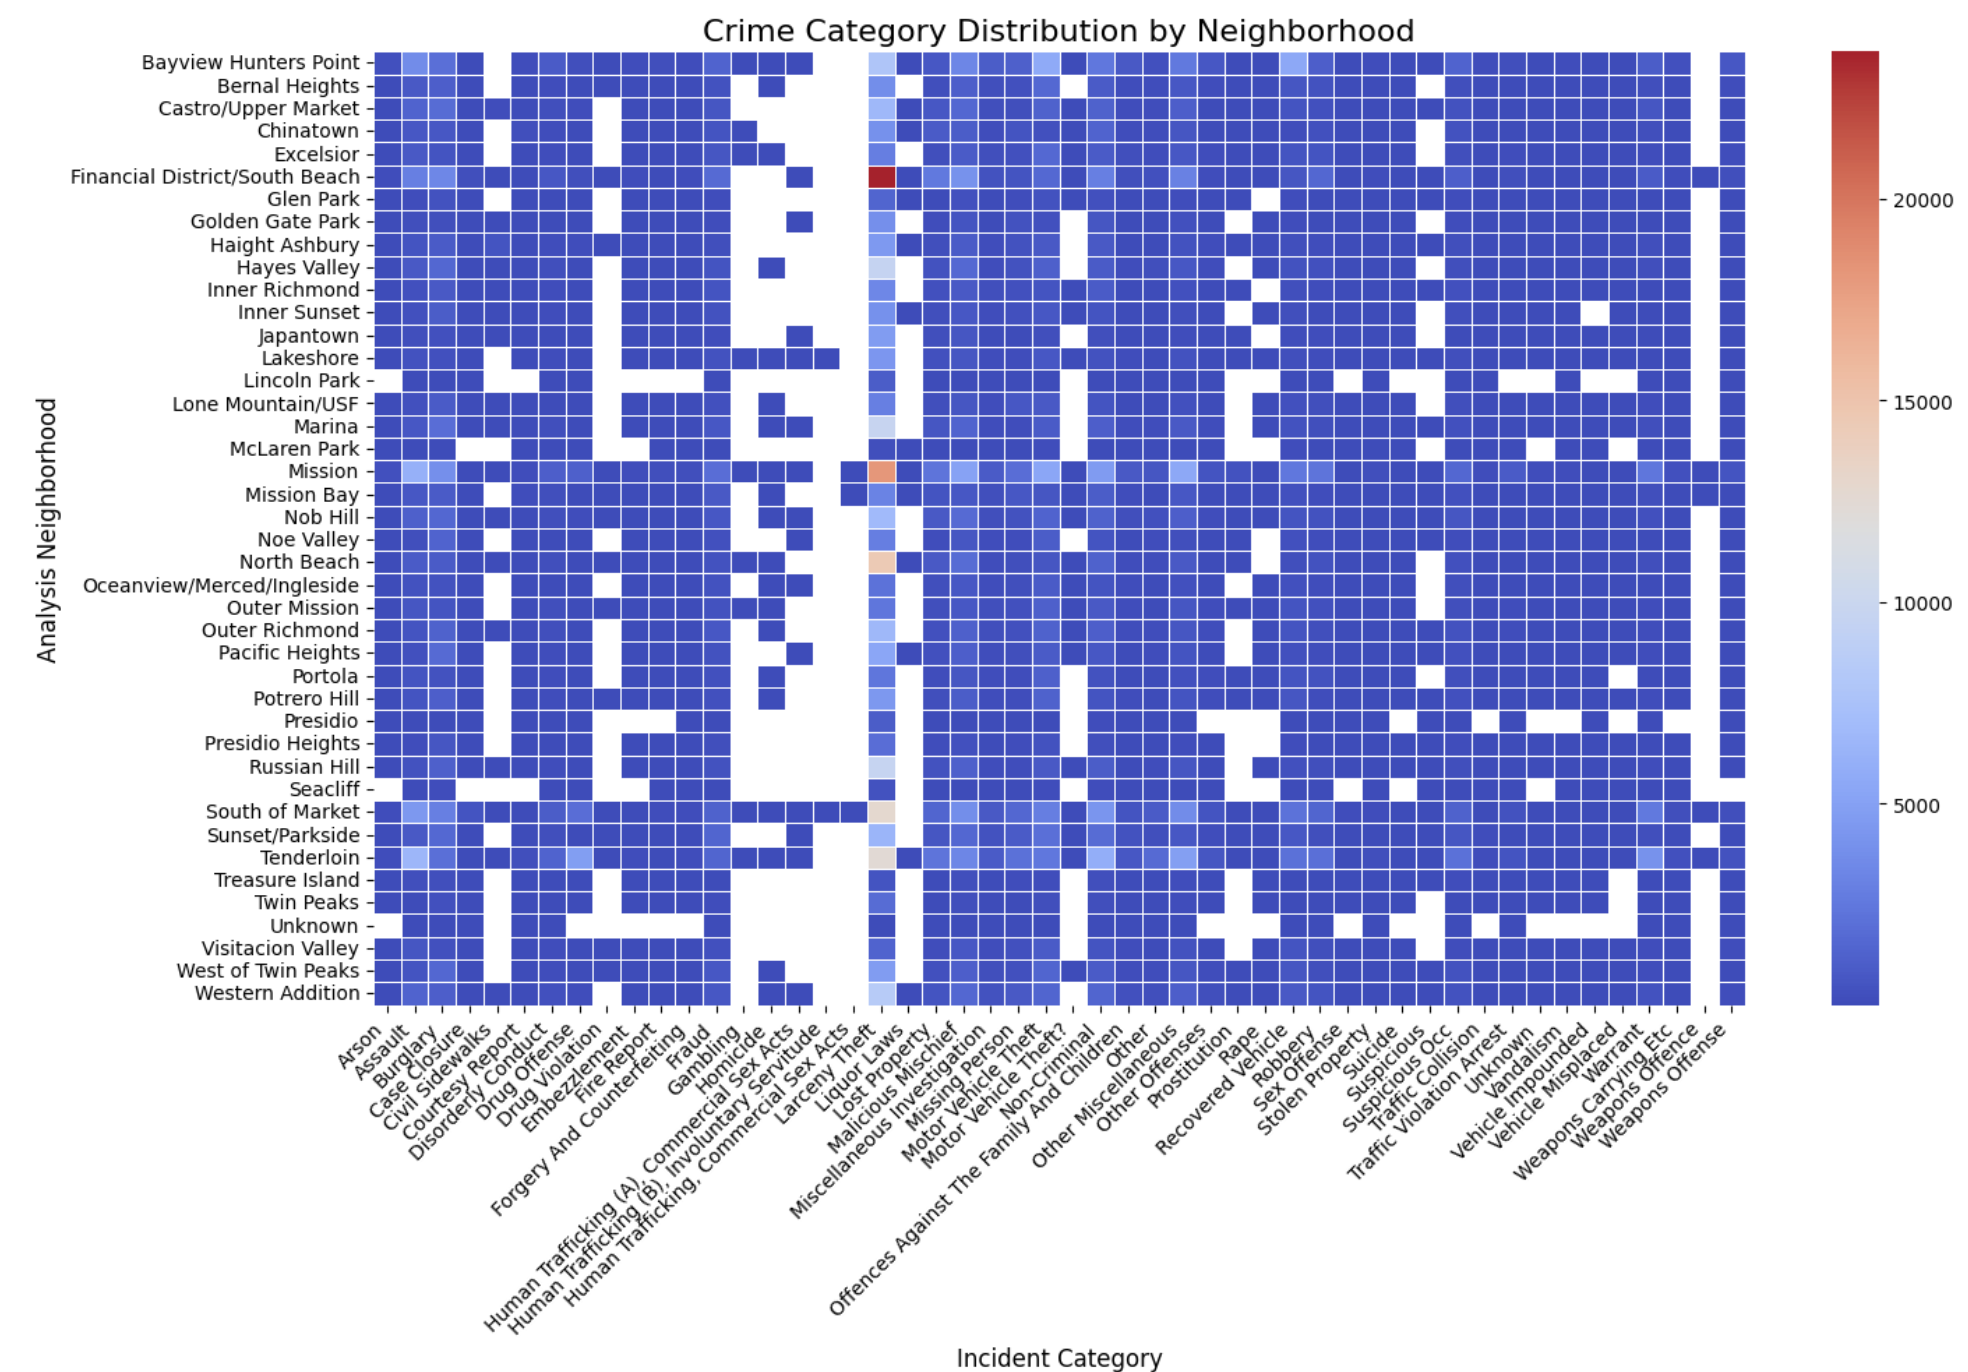 Crime Category Distribution by Neighborhood
Analysis Neighborhood
Bayview Hunters Point
Bernal Heights
Castro/Upper Market
Chinatown
Excelsior
Financial District/South Beach
Glen Park
Golden Gate Park
Haight Ashbury
Hayes Valley
Inner Richmond
Inner Sunset
Japantown
Lakeshore
Lincoln Park
Lone Mountain/USF
Marina
McLaren Park
Mission
Mission Bay
Nob Hill
Noe Valley
North Beach
Oceanview/Merced/Ingleside
Outer Mission
Outer Richmond
Pacific Heights
Portola
Potrero Hill
Presidio
Presidio Heights
Russian Hill
Seacliff
South of Market
Sunset/Parkside
Tenderloin
Treasure Island
Twin Peaks
Unknown
Visitacion Valley
West of Twin Peaks
Western Addition
20000
15000
10000
5000
Arson
Assault
Burglary
Case Closure
Civil Sidewalks
Courtesy Report
Disorderly Conduct
Drug Offense
Drug Violation
Embezzlement
Fire Report
Forgery And Counterfeiting
Fraud
Gambling
Homicide
Human Trafficking (A), Commercial Sex Acts
Human Trafficking (B), Involuntary Servitude
Human Trafficking, Commercial Sex Acts
Larceny Theft
Liquor Laws
Lost Property
Malicious Mischief
Miscellaneous Investigation
Missing Person
Motor Vehicle Theft
Motor Vehicle Theft?
Non-Criminal
Offences Against The Family And Children
Other
Other Miscellaneous
Other Offenses
Prostitution
Rape
Recovered Vehicle
Robbery
Sex Offense
Stolen Property
Suicide
Suspicious
Suspicious Occ
Traffic Collision
Traffic Violation Arrest
Unknown
Vandalism
Vehicle Impounded
Vehicle Misplaced
Warrant
Weapons Carrying Etc
Weapons Offence
Weapons Offense
Incident Category